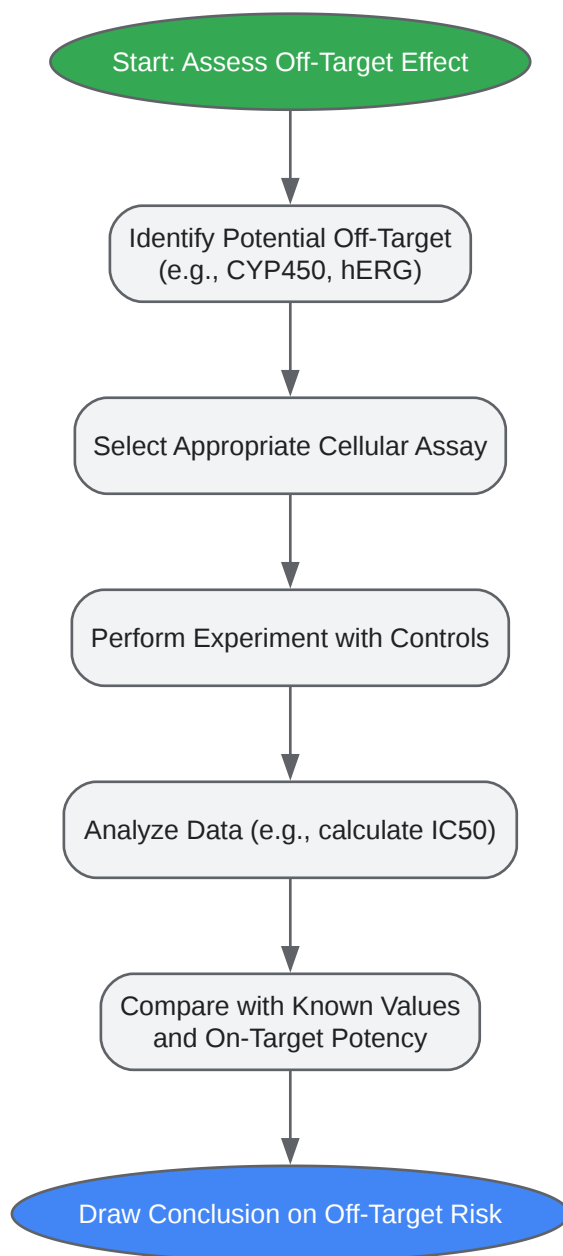 Start: Assess Off-Target Effect
Identify Potential Off-Target
(e.g., CYP450, hERG)
Select Appropriate Cellular Assay
Perform Experiment with Controls
Analyze Data (e.g., calculate IC50)
Compare with Known Values
and On-Target Potency
Draw Conclusion on Off-Target Risk